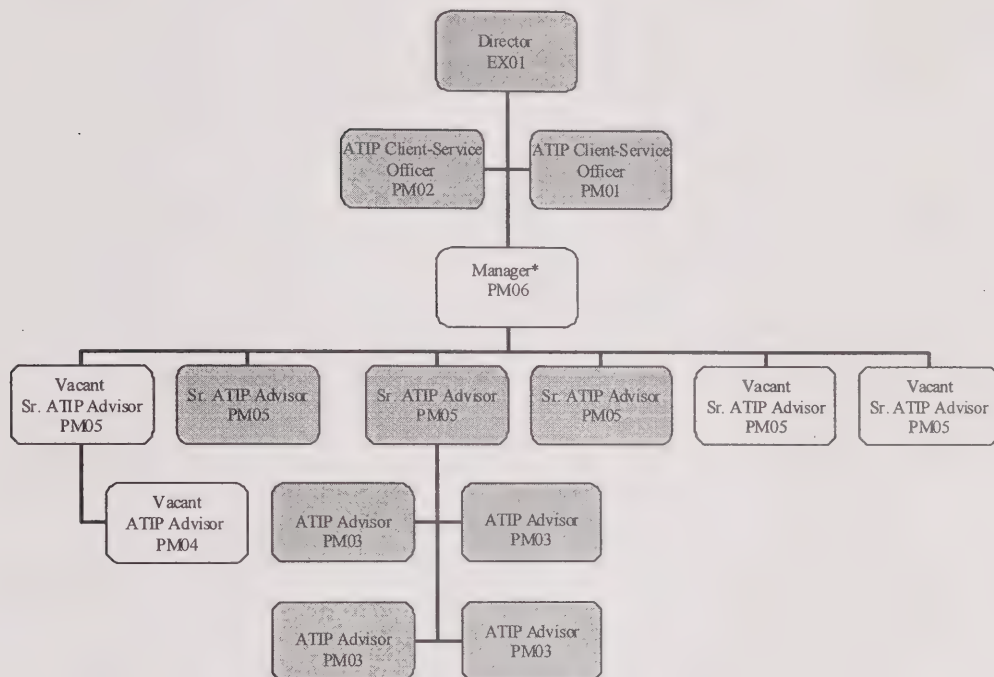 Director
EX01
ATIP Client-Service
Officer
PM02
ATIP Client-Service
Officer
PM01
Manager*
PM06
Vacant
Sr. ATIP Advisor
PM05
Sr. ATIP Advisor
PM05
Sr. ATIP Advisor
PM05
Sr. ATIP Advisor
PM05
Vacant
Sr. ATIP Advisor
PM05
Vacant
Sr. ATIP Advisor
PM05
Vacant
ATIP Advisor
PM04
ATIP Advisor
PM03
ATIP Advisor
PM03
ATIP Advisor
PM03
ATIP Advisor
PM03